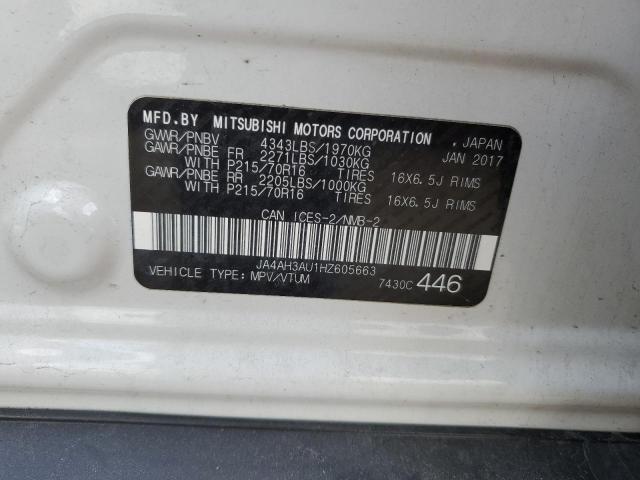 MFD.BY MITSUBISHI MOTORS CORPORATION , JAPAN
GVWR/PNBV 4343LBS/1970KG JAN 2017
GAWR/PNBE FR 2271LBS/1030KG
WITH P215/70R16 TIRES 16X6.5J RIMS
GAWR/PNBE RR 2205LBS/1000KG
WITH P215/70R16 TIRES 16X6.5J RIMS
CAN ICES-2/NMB-2
JA4AH3AU1HZ605663
VEHICLE TYPE: MPV/VTUM 7430C 446